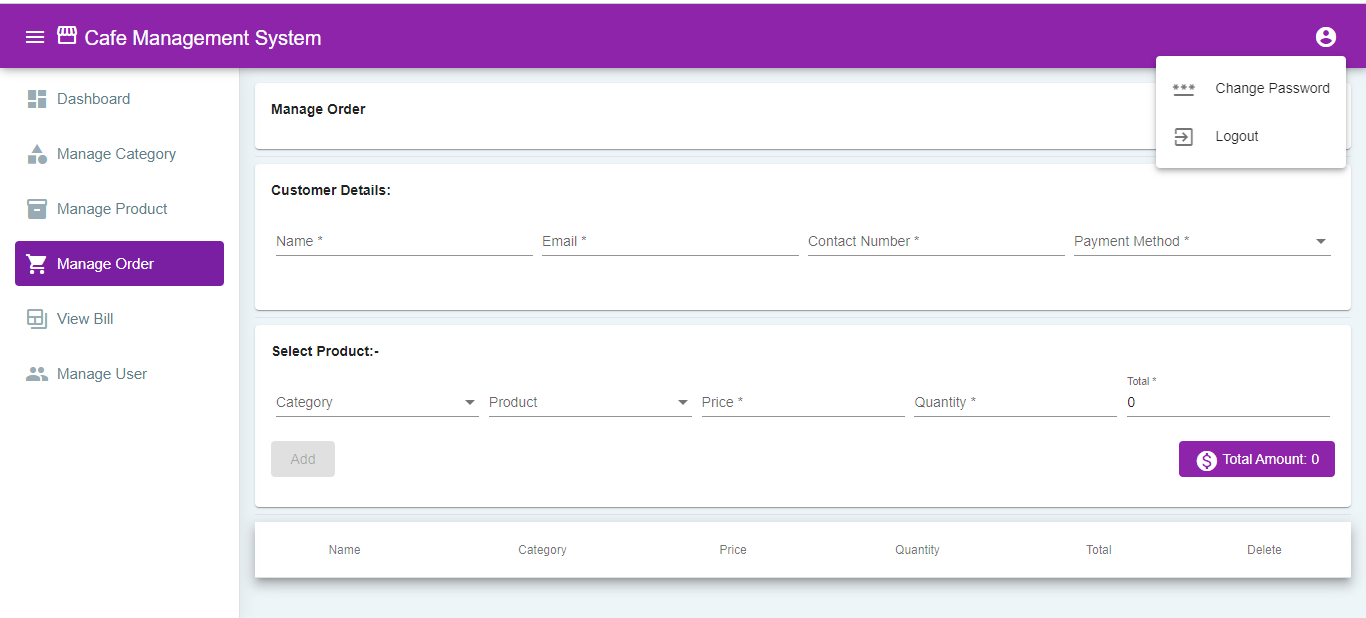 Cafe Management System
Change Password
Logout
Dashboard
Manage Category
Manage Product
Manage Order
View Bill
Manage User
Manage Order
Customer Details:
Name *
Email *
Contact Number *
Payment Method *
Select Product:-
Category
Product
Price *
Quantity *
Total *
0
Add
Total Amount: 0
Name
Category
Price
Quantity
Total
Delete